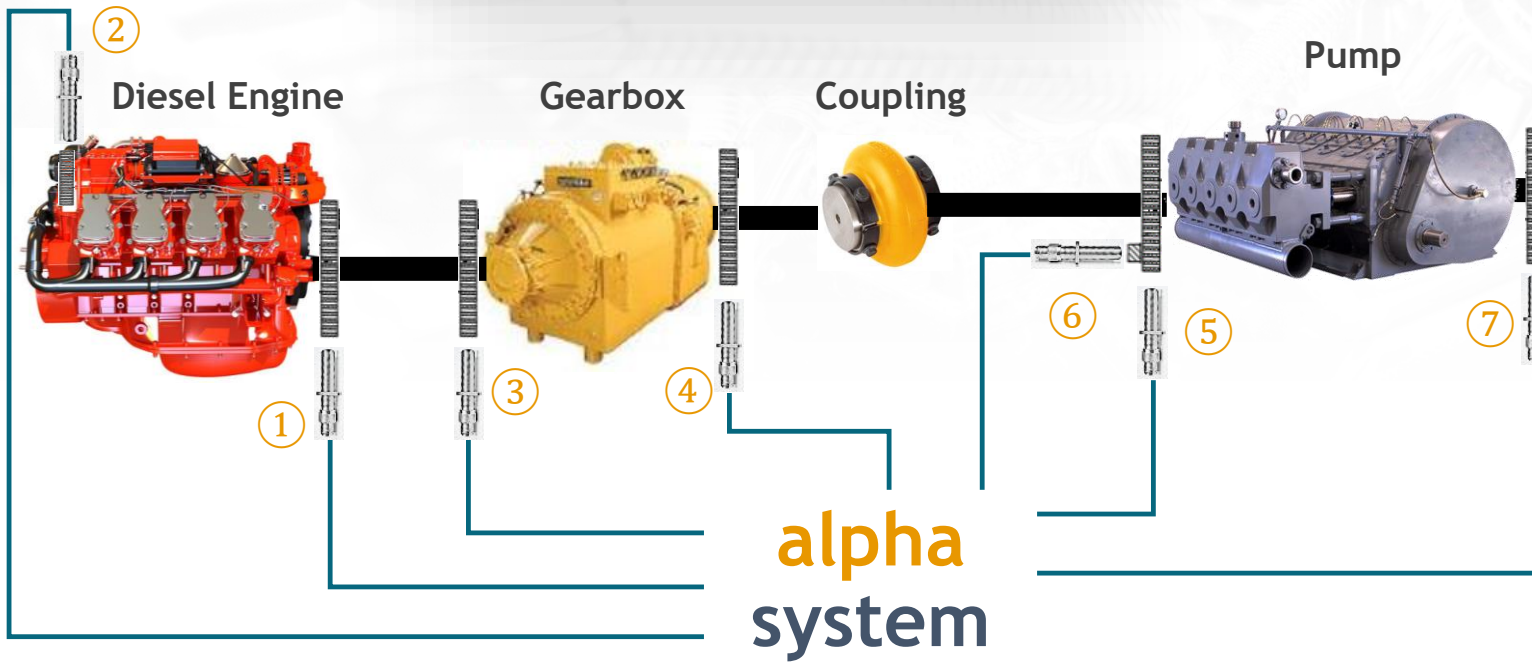 ②
Pump
Diesel Engine
Gearbox
Coupling
⑥
⑤
⑦
③
④
①
alpha
system